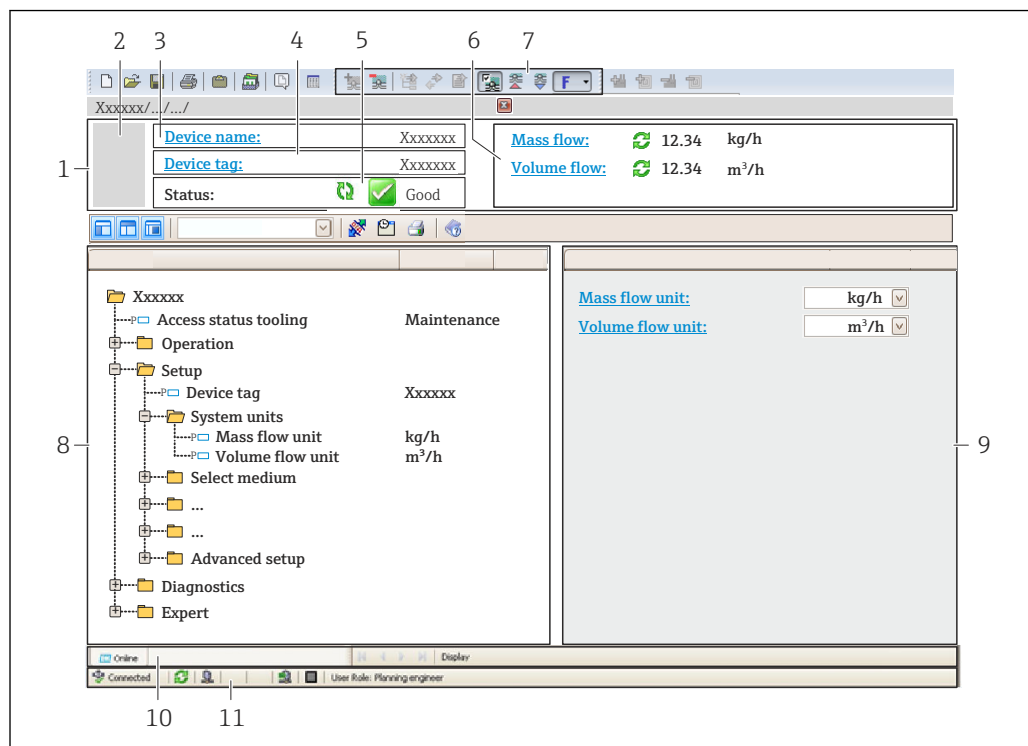 2 3 4 5 6 7
F
Xxxxxx/.../.../
1
Device name: Xxxxxxx
Device tag: Xxxxxxx
Status: Good
Mass flow: 12.34 kg/h
Volume flow: 12.34 m³/h
Xxxxxx
P Access status tooling Maintenance
Operation
Setup
P Device tag Xxxxxx
System units
P Mass flow unit kg/h
P Volume flow unit m³/h
Select medium
...
...
Advanced setup
Diagnostics
Expert
8
Mass flow unit: kg/h
Volume flow unit: m³/h
9
Online Display
Connected User Role: Planning engineer
10 11